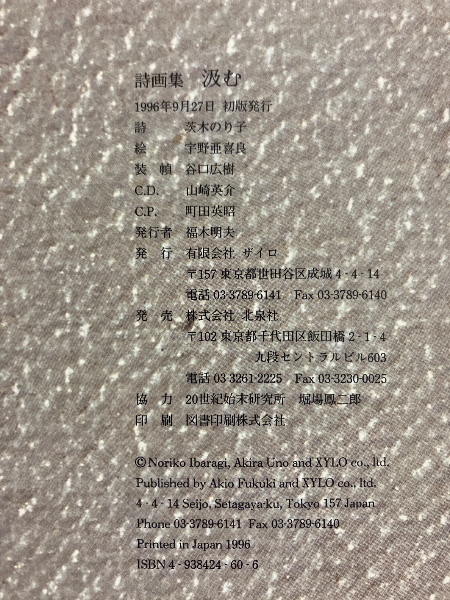 詩画集 汲む
1996年9月27日 初版発行
詩 茨木のり子
絵 宇野亜喜良
装幀 谷口広樹
C.D. 山崎英介
C.P. 町田英昭
発行者 福木明夫
発行 有限会社 ザイロ
〒157 東京都世田谷区成城 4-4-14
電話 03-3789-6141 Fax 03-3789-6140
発売 株式会社 北泉社
〒102 東京都千代田区飯田橋 2-1-4
九段セントラルビル603
電話 03-3261-2225 Fax 03-3230-0025
協力 20世紀始末研究所 堀場鳳二郎
印刷 図書印刷株式会社
©Noriko Ibaragi, Akira Uno and XYLO co., ltd.
Published by Akio Fukuki and XYLO co., ltd.
4-4-14 Seijo, Setagaya-ku, Tokyo 157 Japan
Phone 03-3789-6141 Fax 03-3789-6140
Printed in Japan 1996
ISBN 4-938424-60-6